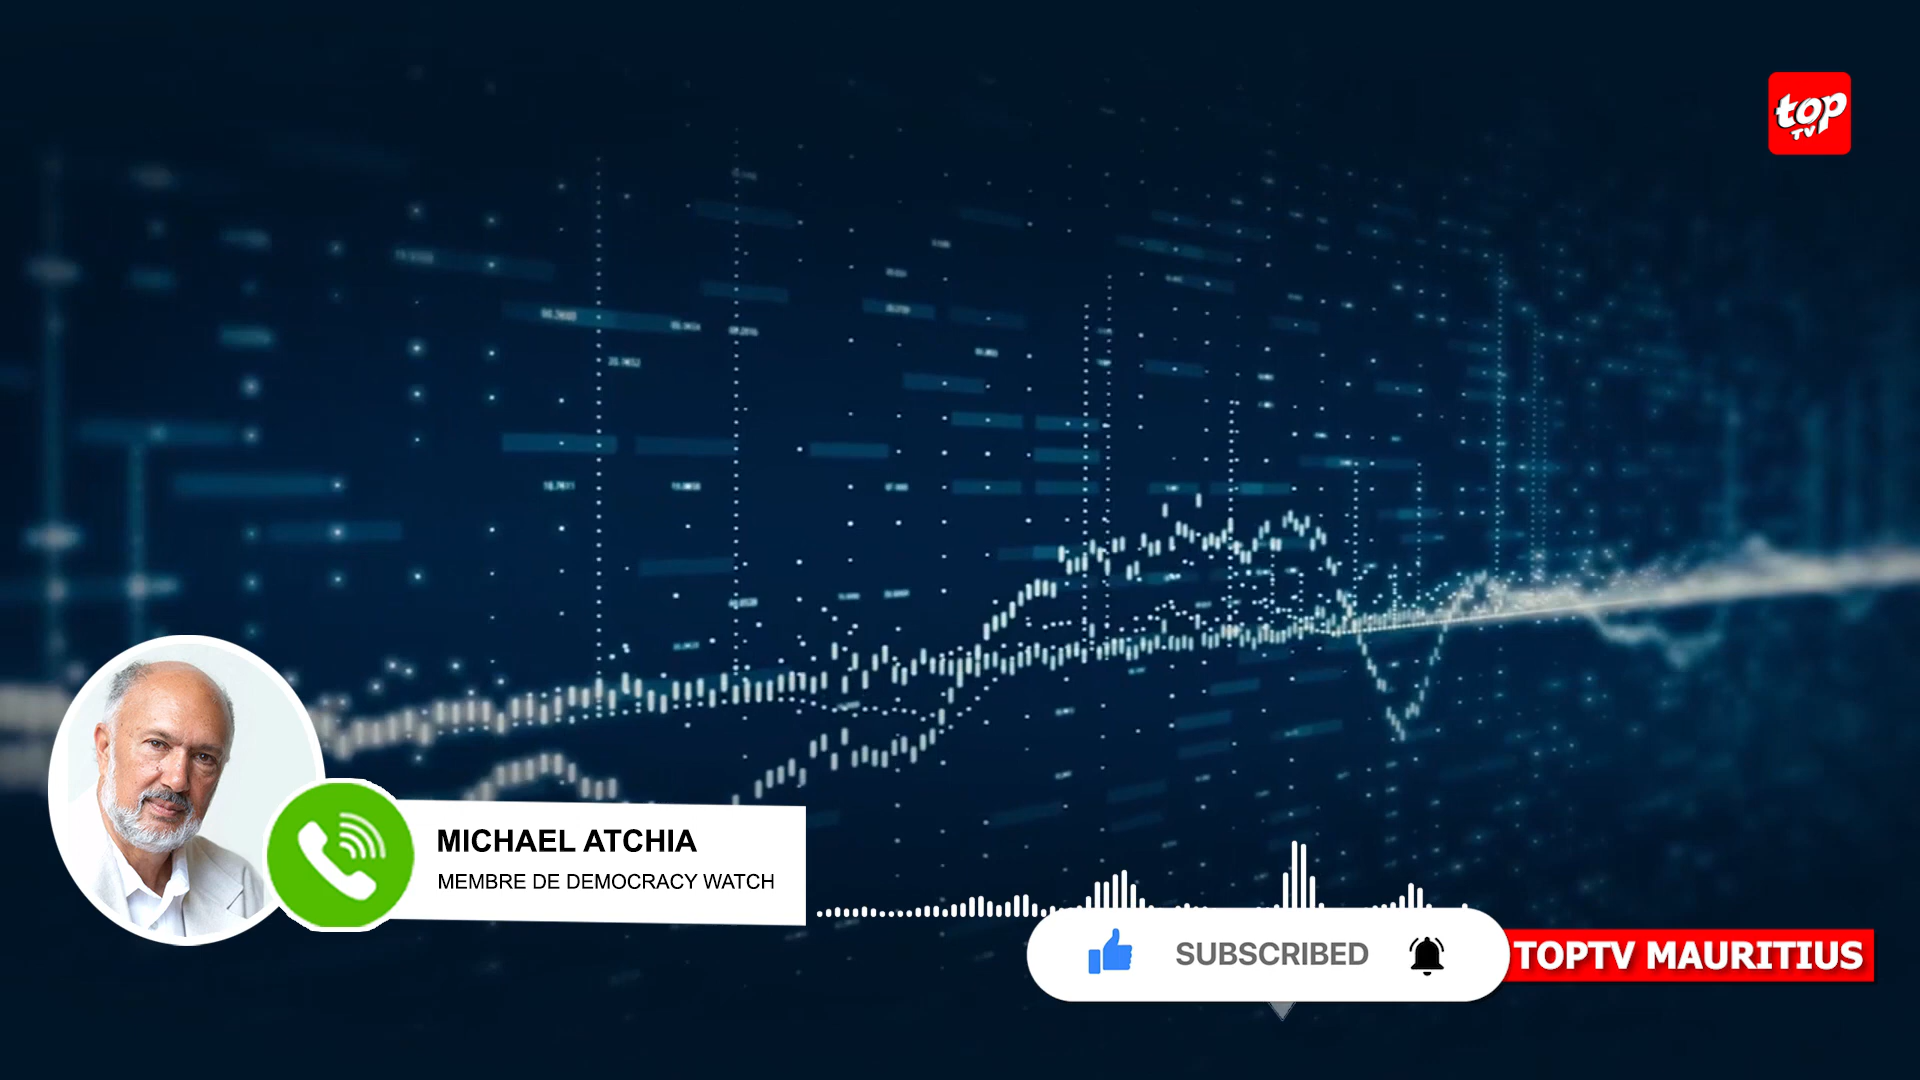 top
TV
MICHAEL ATCHIA
MEMBRE DE DEMOCRACY WATCH
SUBSCRIBED
TOPTV MAURITIUS